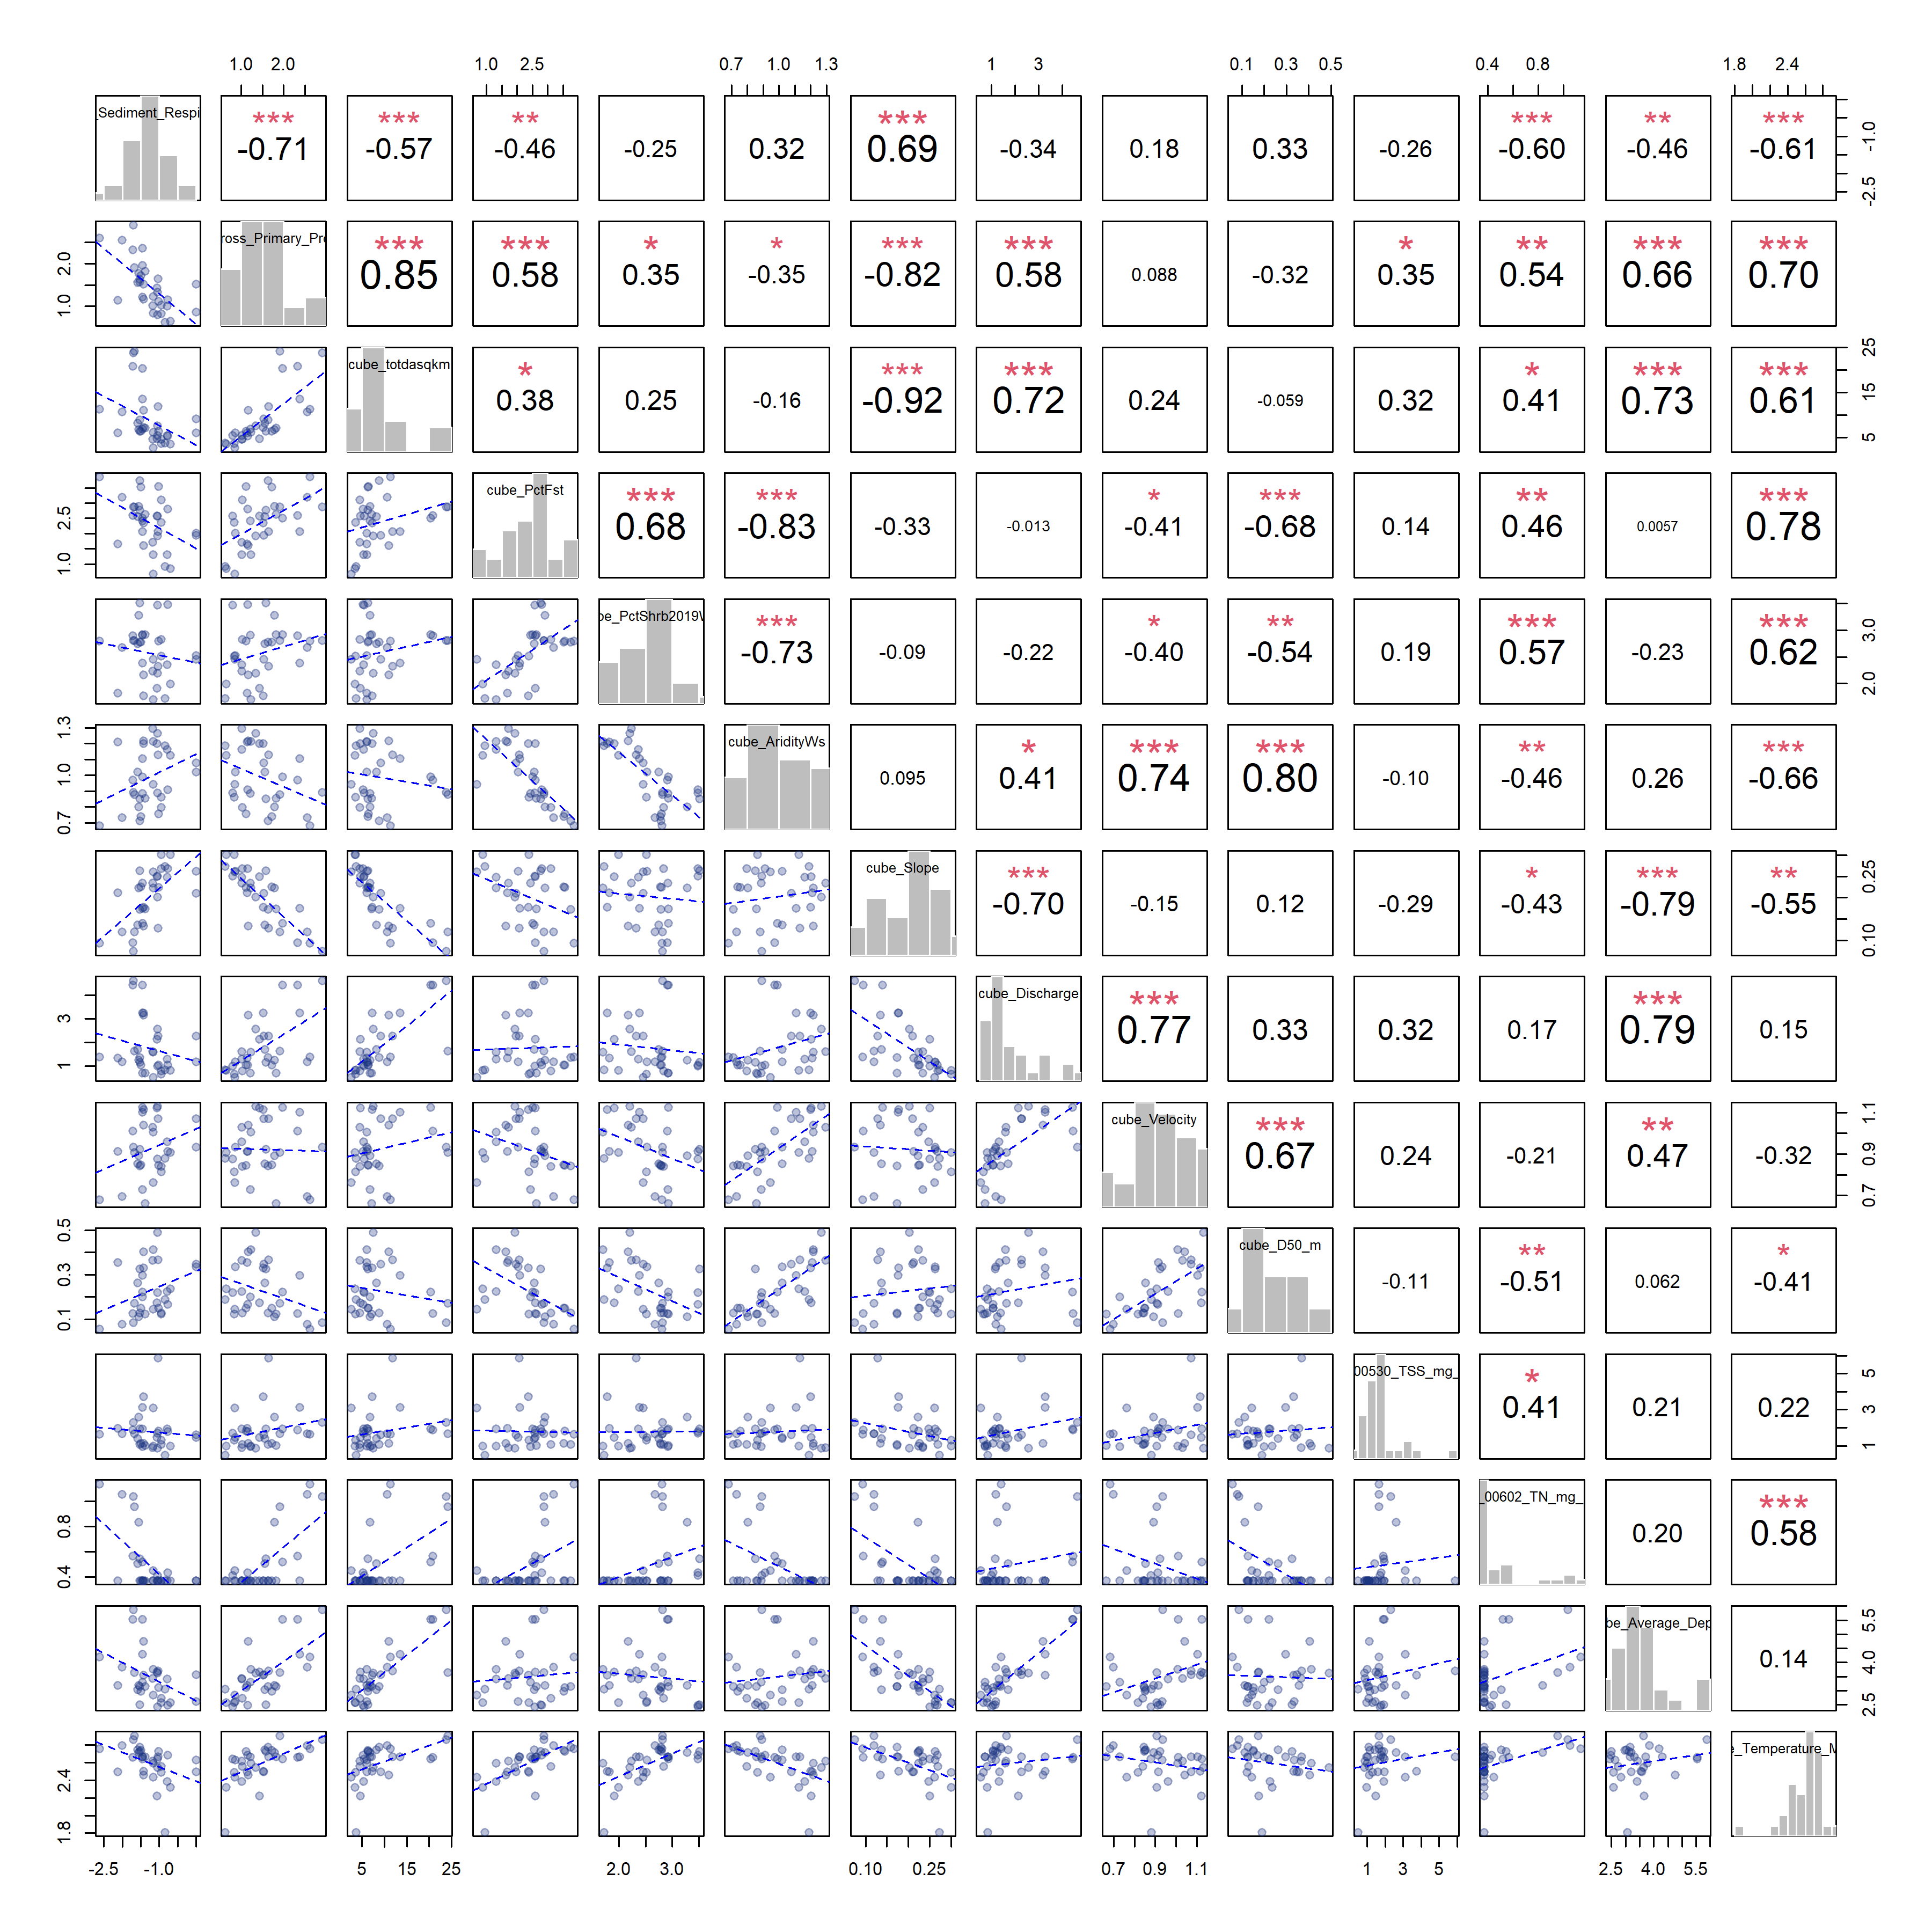 1.0 2.0 1.0 2.5 0.7 1.0 1.3 1 3 0.1 0.3 0.5 0.4 0.8 1.8 2.4
*** *** ** *** *** ** ***
_Sediment_Respi -0.71 -0.57 -0.46 -0.25 0.32 0.69 -0.34 0.18 0.33 -0.26 -0.60 -0.46 -0.61 -2.5 -1.0
*** *** * * *** *** * ** *** ***
2.0 1.0 ross_Primary_Pr 0.85 0.58 0.35 -0.35 -0.82 0.58 0.088 -0.32 0.35 0.54 0.66 0.70
* *** *** * *** ***
cube_totdasqkm 0.38 0.25 -0.16 -0.92 0.72 0.24 -0.059 0.32 0.41 0.73 0.61 5 15 25
*** *** * *** ** ***
1.0 2.5 cube_PctFst 0.68 -0.83 -0.33 -0.013 -0.41 -0.68 0.14 0.46 0.0057 0.78
*** * ** *** ***
be_PctShrb2019W -0.73 -0.09 -0.22 -0.40 -0.54 0.19 0.57 -0.23 0.62 2.0 3.0
* *** *** ** ***
0.7 1.0 1.3 cube_AridityWs 0.095 0.41 0.74 0.80 -0.10 -0.46 0.26 -0.66
*** * *** **
cube_Slope -0.70 -0.15 0.12 -0.29 -0.43 -0.79 -0.55 0.10 0.25
*** ***
1 3 cube_Discharge 0.77 0.33 0.32 0.17 0.79 0.15
*** **
cube_Velocity 0.67 0.24 -0.21 0.47 -0.32 0.7 0.9 1.1
** *
0.1 0.3 0.5 cube_D50_m -0.11 -0.51 0.062 -0.41
*
00530_TSS_mg_ 0.41 0.21 0.22 1 3 5
***
0.4 0.8 _00602_TN_mg_ 0.20 0.58
be_Average_Dep 0.14 2.5 4.0 5.5
1.8 2.4 e_Temperature_M
-2.5 -1.0 5 15 25 2.0 3.0 0.10 0.25 0.7 0.9 1.1 1 3 5 2.5 4.0 5.5